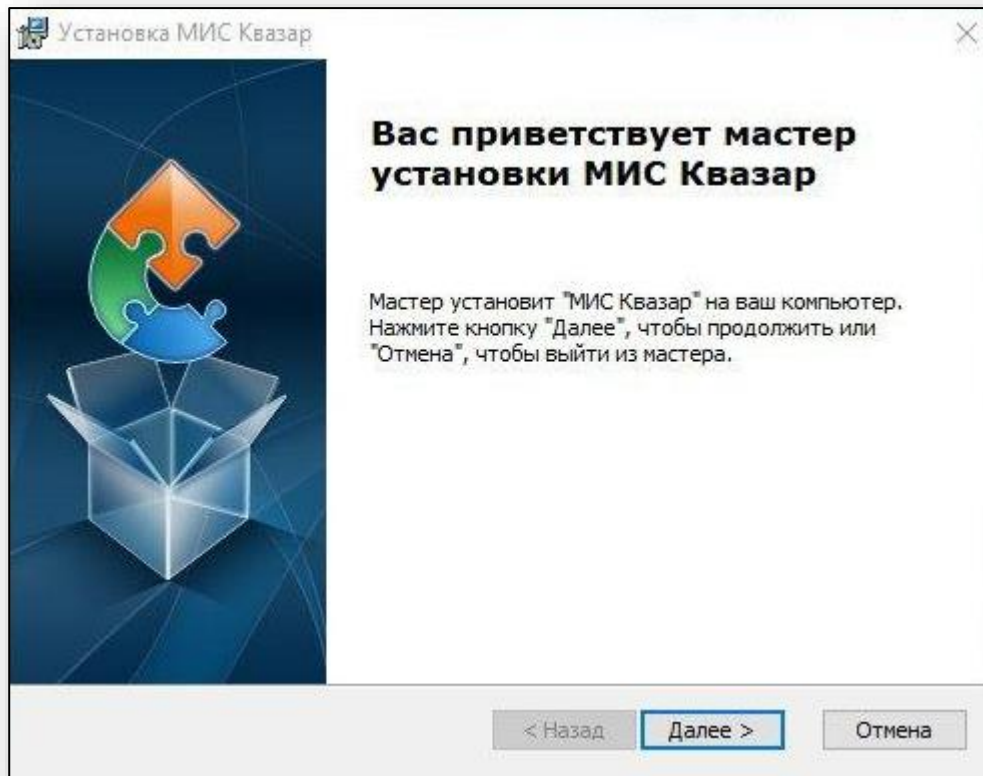 Установка МИС Квазар
Вас приветствует мастер
установки МИС Квазар
Мастер установит "МИС Квазар" на ваш компьютер.
Нажмите кнопку "Далее", чтобы продолжить или
"Отмена", чтобы выйти из мастера.
< Назад
Далее >
Отмена